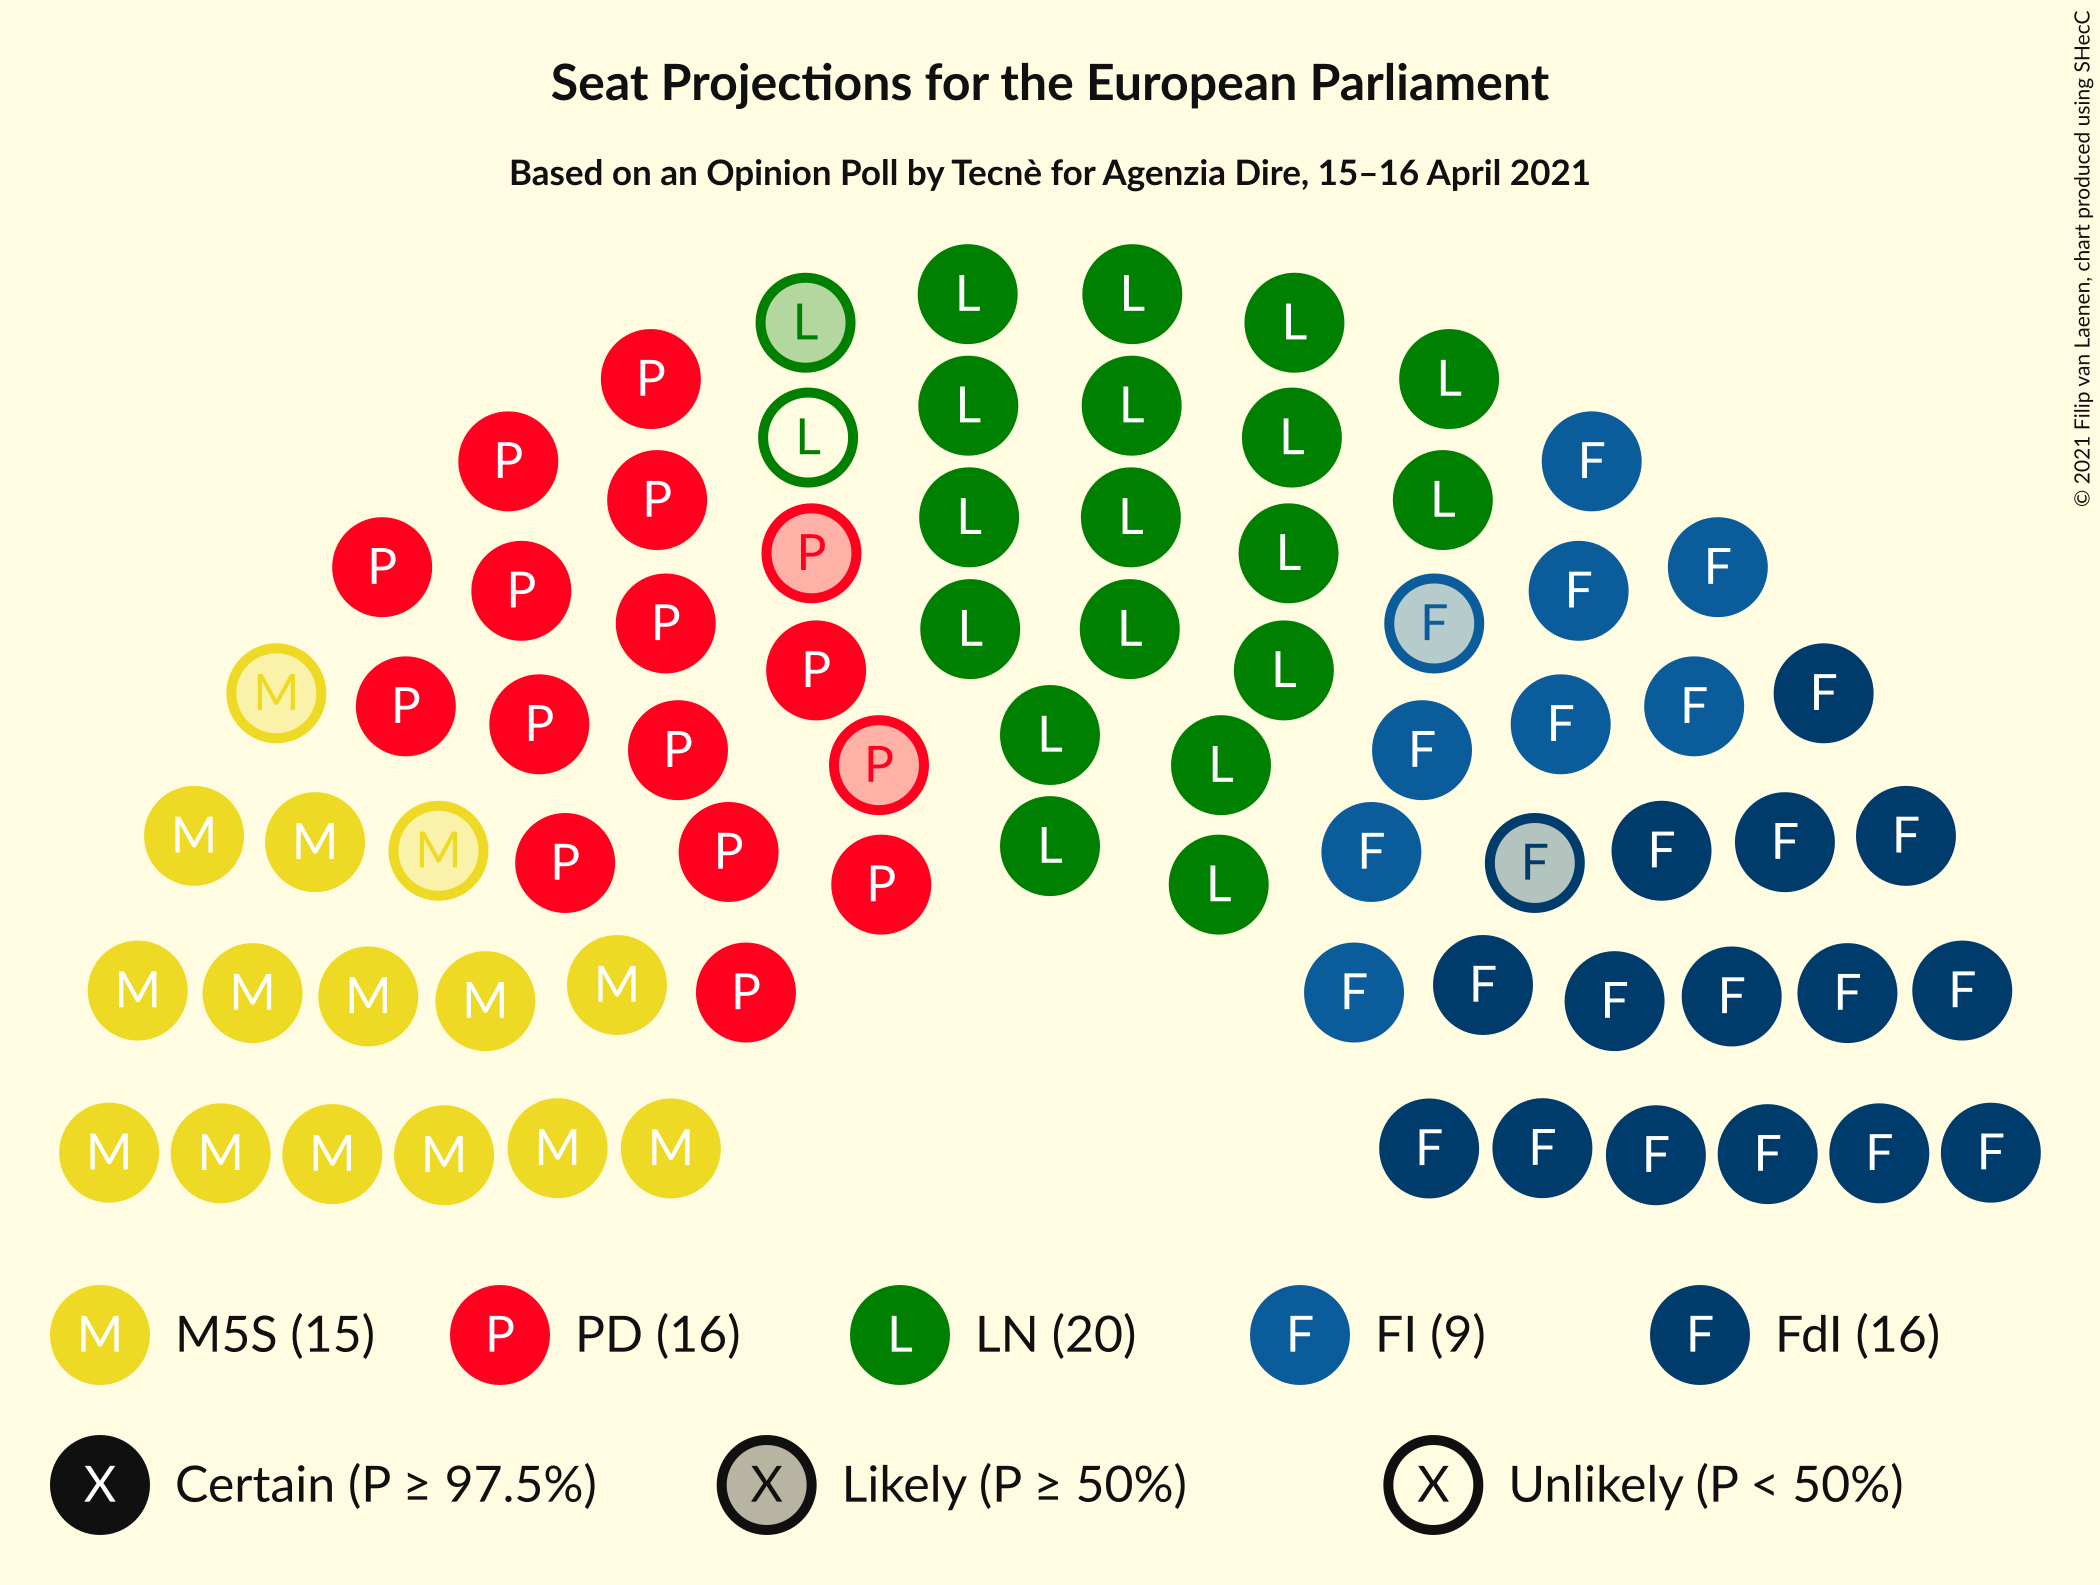 Seat Projections for the European Parliament
Based on an Opinion Poll by Tecnè for Agenzia Dire, 15–16 April 2021
© 2021 Filip van Laenen, chart produced using SHecC
L L
L L
P L L L
L L
P L L F
P L L
P P L F
P P L F F
P P F
L L
M P P L F F
P P F F F
P L L
M M M P P L F F F F F
P L
M M M M M P F F F F F F
M M M M M M F F F F F F
M M5S (15) P PD (16) L LN (20) F FI (9) F FdI (16)
X Certain (P ≥ 97.5%) X Likely (P ≥ 50%) X Unlikely (P < 50%)